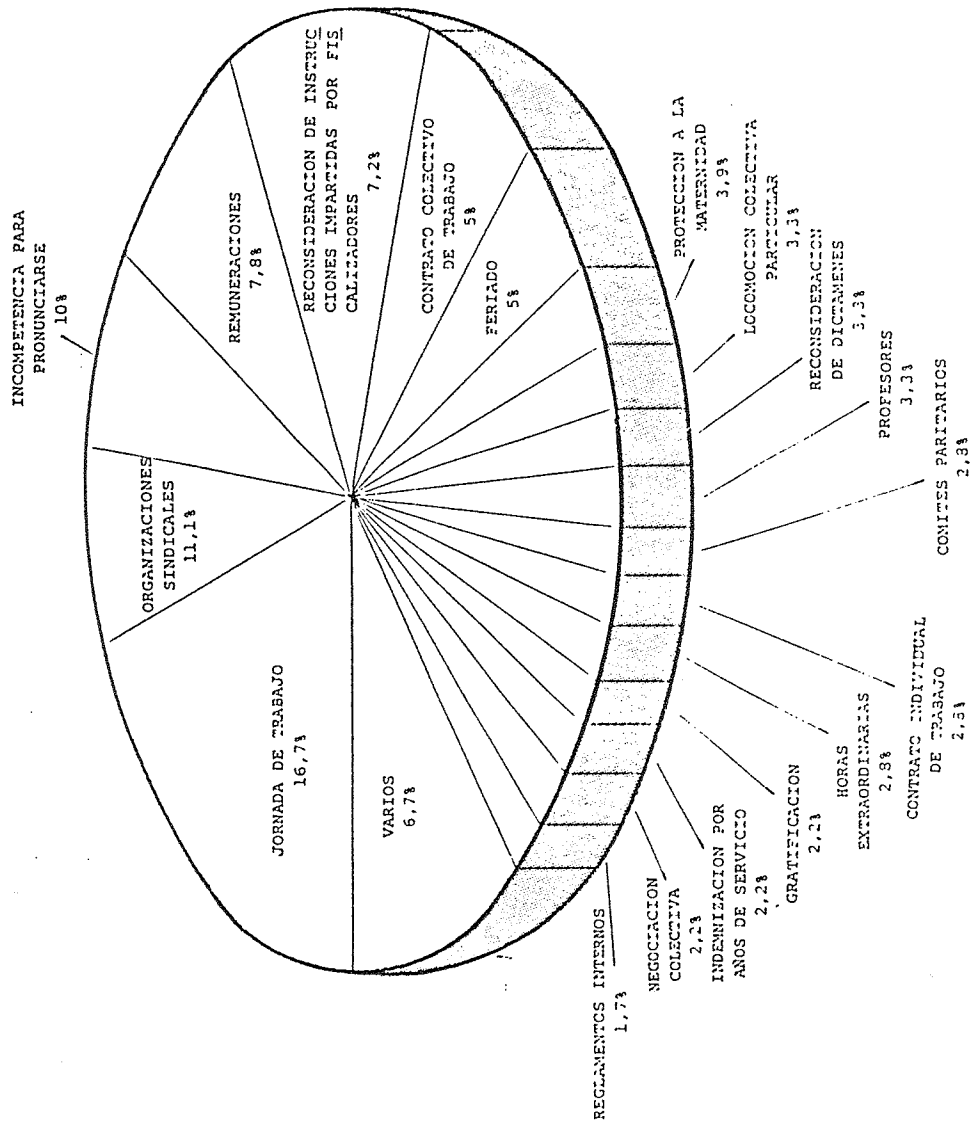 INCOMPETENCIA PARA
PRONUNCIARSE
10%
ORGANIZACIONES
SINDICALES
11,1%
REMUNERACIONES
7,8%
RECONSIDERACION DE INSTRUC
CIONES IMPARTIDAS POR FIS
CALIZADORES
7,2%
JORNADA DE TRABAJO
16,7%
CONTRATO COLECTIVO
DE TRABAJO
5%
VARIOS
6,7%
FERIADO
5%
PROTECCION A LA
MATERNIDAD
3,9%
LOCOMOCION COLECTIVA
PARTICULAR
3,3%
RECONSIDERACION
DE DICTAMENES
3,3%
PROFESORES
3,3%
COMITES PARITARIOS
2,8%
CONTRATO INDIVIDUAL
DE TRABAJO
2,8%
HORAS
EXTRAORDINARIAS
2,8%
GRATIFICACION
2,2%
INDEMNIZACION POR
AÑOS DE SERVICIO
2,2%
NEGOCIACION
COLECTIVA
2,2%
REGLAMENTOS INTERNOS
1,7%